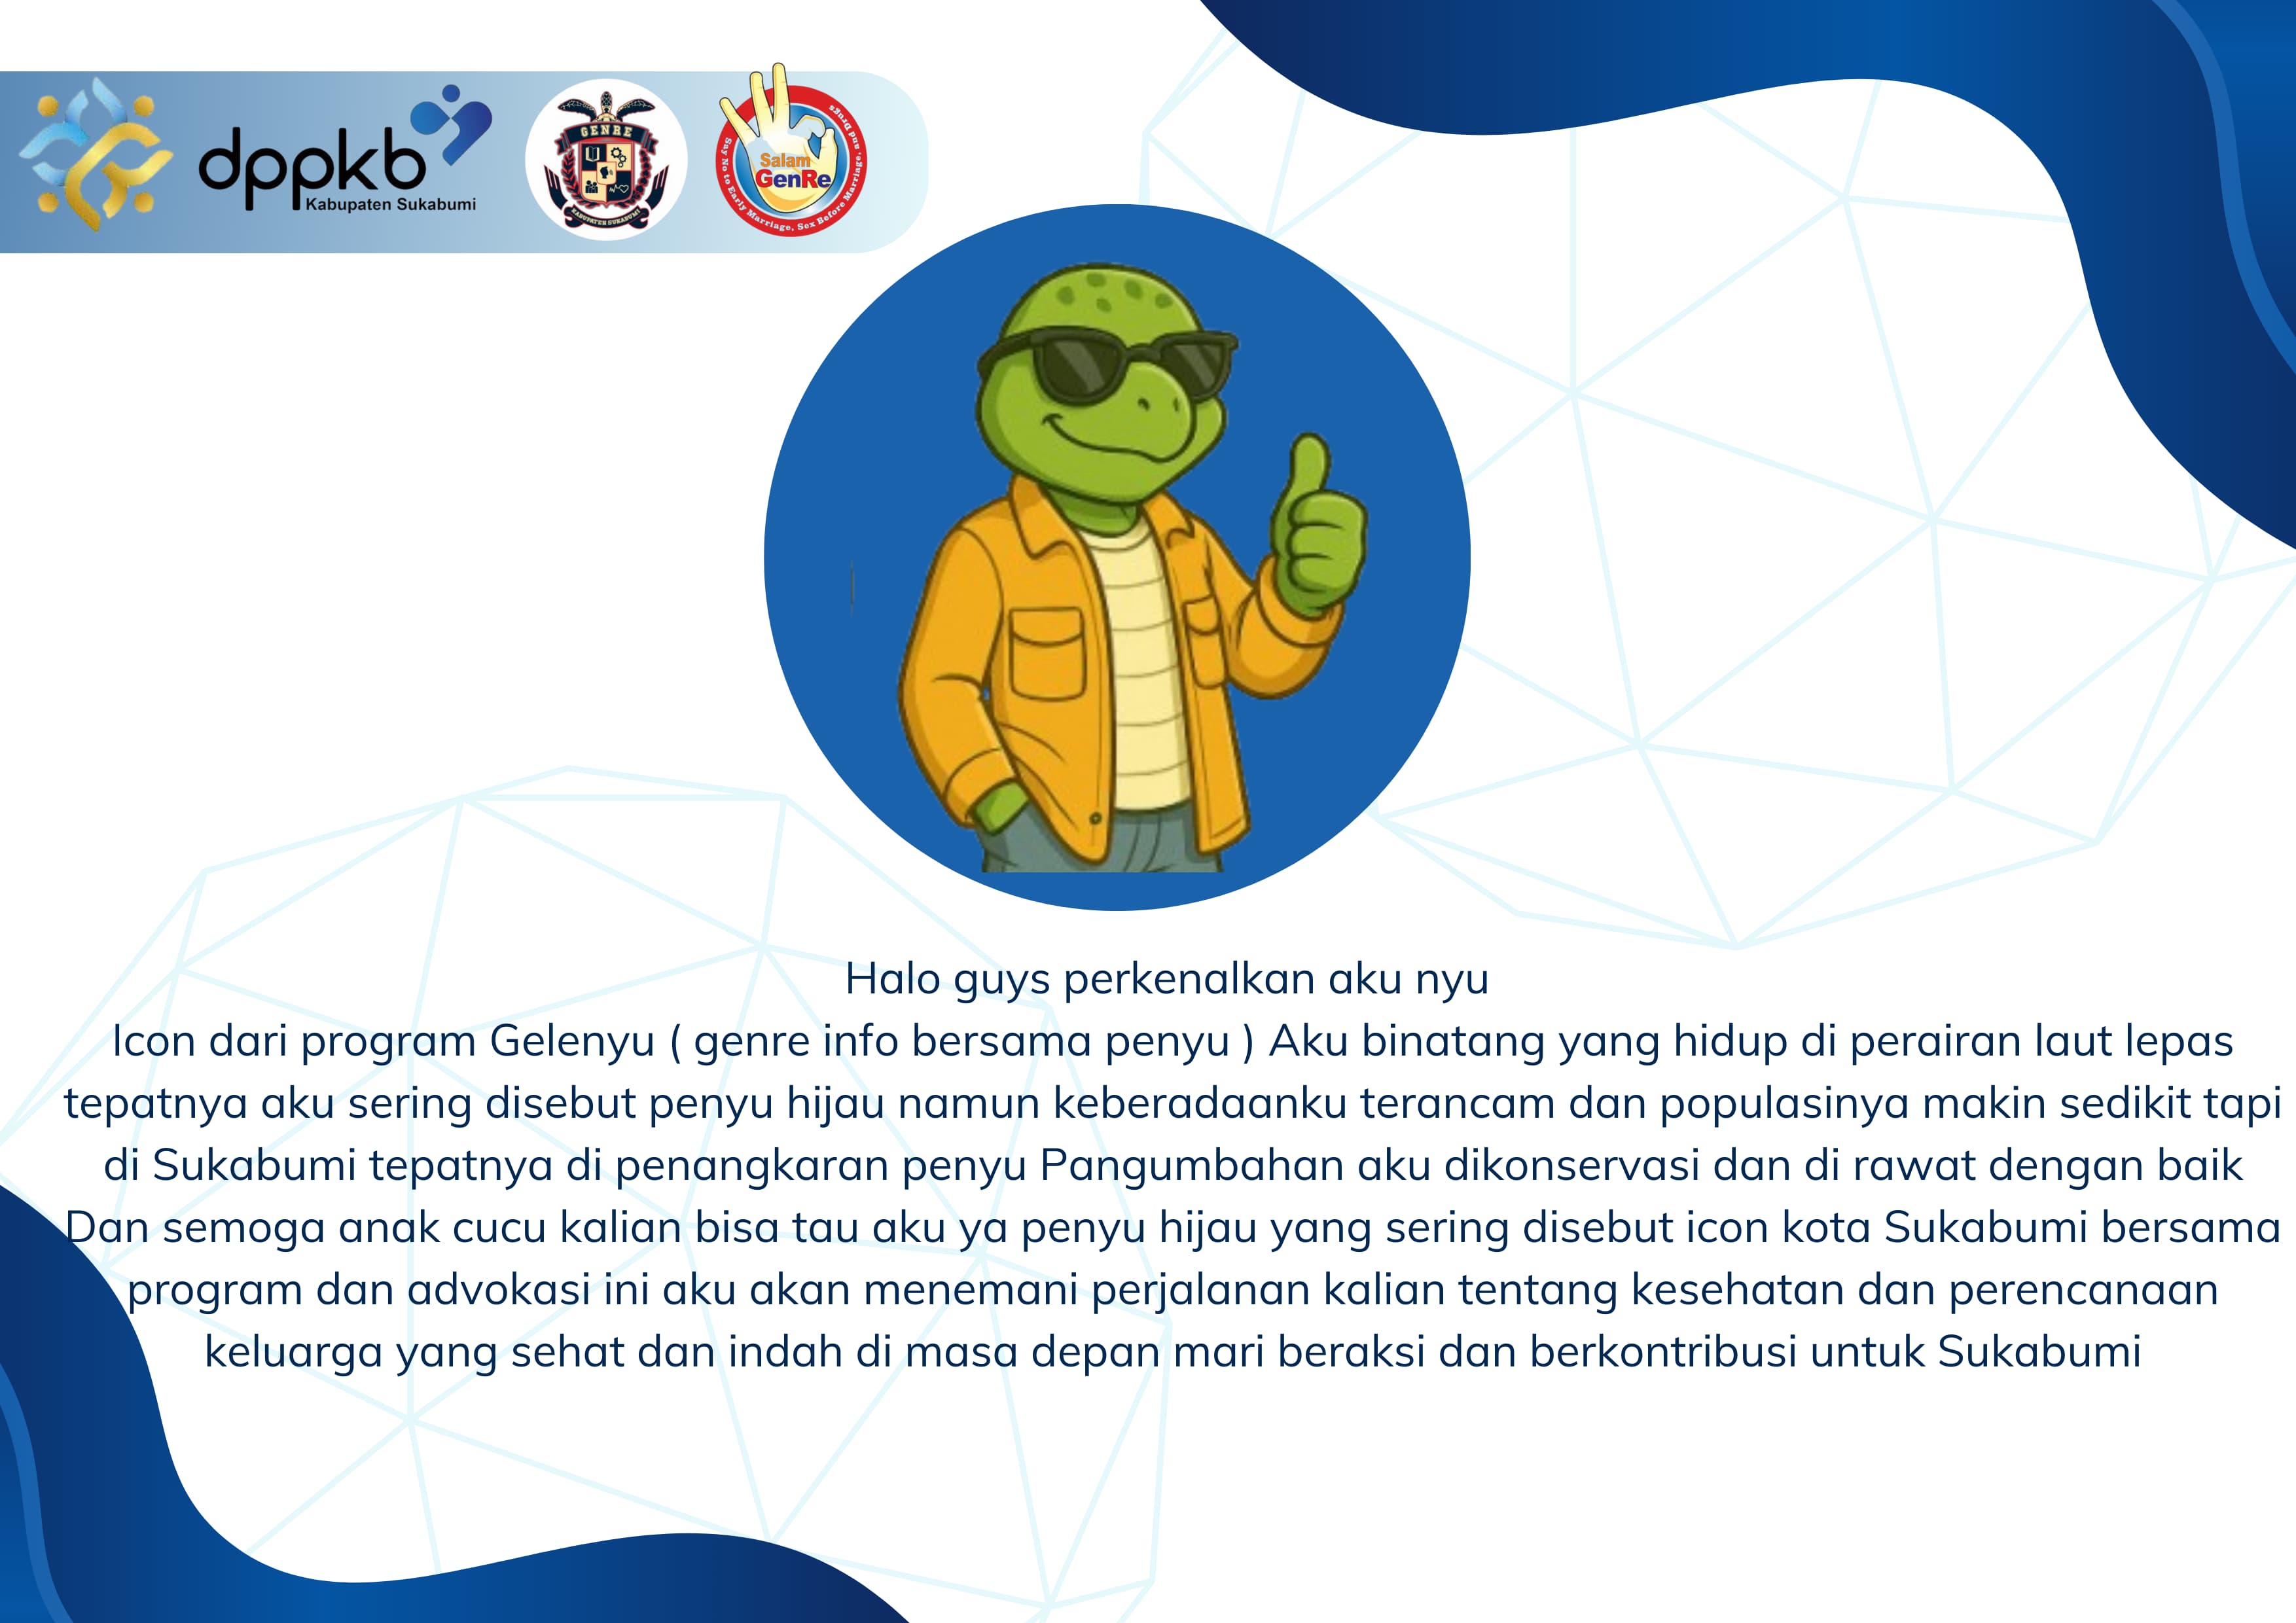 dppkb
Kabupaten Sukabumi
GENRE
KABUPATEN SUKABUMI
Salam
GenRe
Say No to Early Marriage, Sex Before Marriage, and Drugs
Halo guys perkenalkan aku nyu
Icon dari program Gelenyu ( genre info bersama penyu ) Aku binatang yang hidup di perairan laut lepas
tepatnya aku sering disebut penyu hijau namun keberadaanku terancam dan populasinya makin sedikit tapi
di Sukabumi tepatnya di penangkaran penyu Pangumbahan aku dikonservasi dan di rawat dengan baik
Dan semoga anak cucu kalian bisa tau aku ya penyu hijau yang sering disebut icon kota Sukabumi bersama
program dan advokasi ini aku akan menemani perjalanan kalian tentang kesehatan dan perencanaan
keluarga yang sehat dan indah di masa depan mari beraksi dan berkontribusi untuk Sukabumi